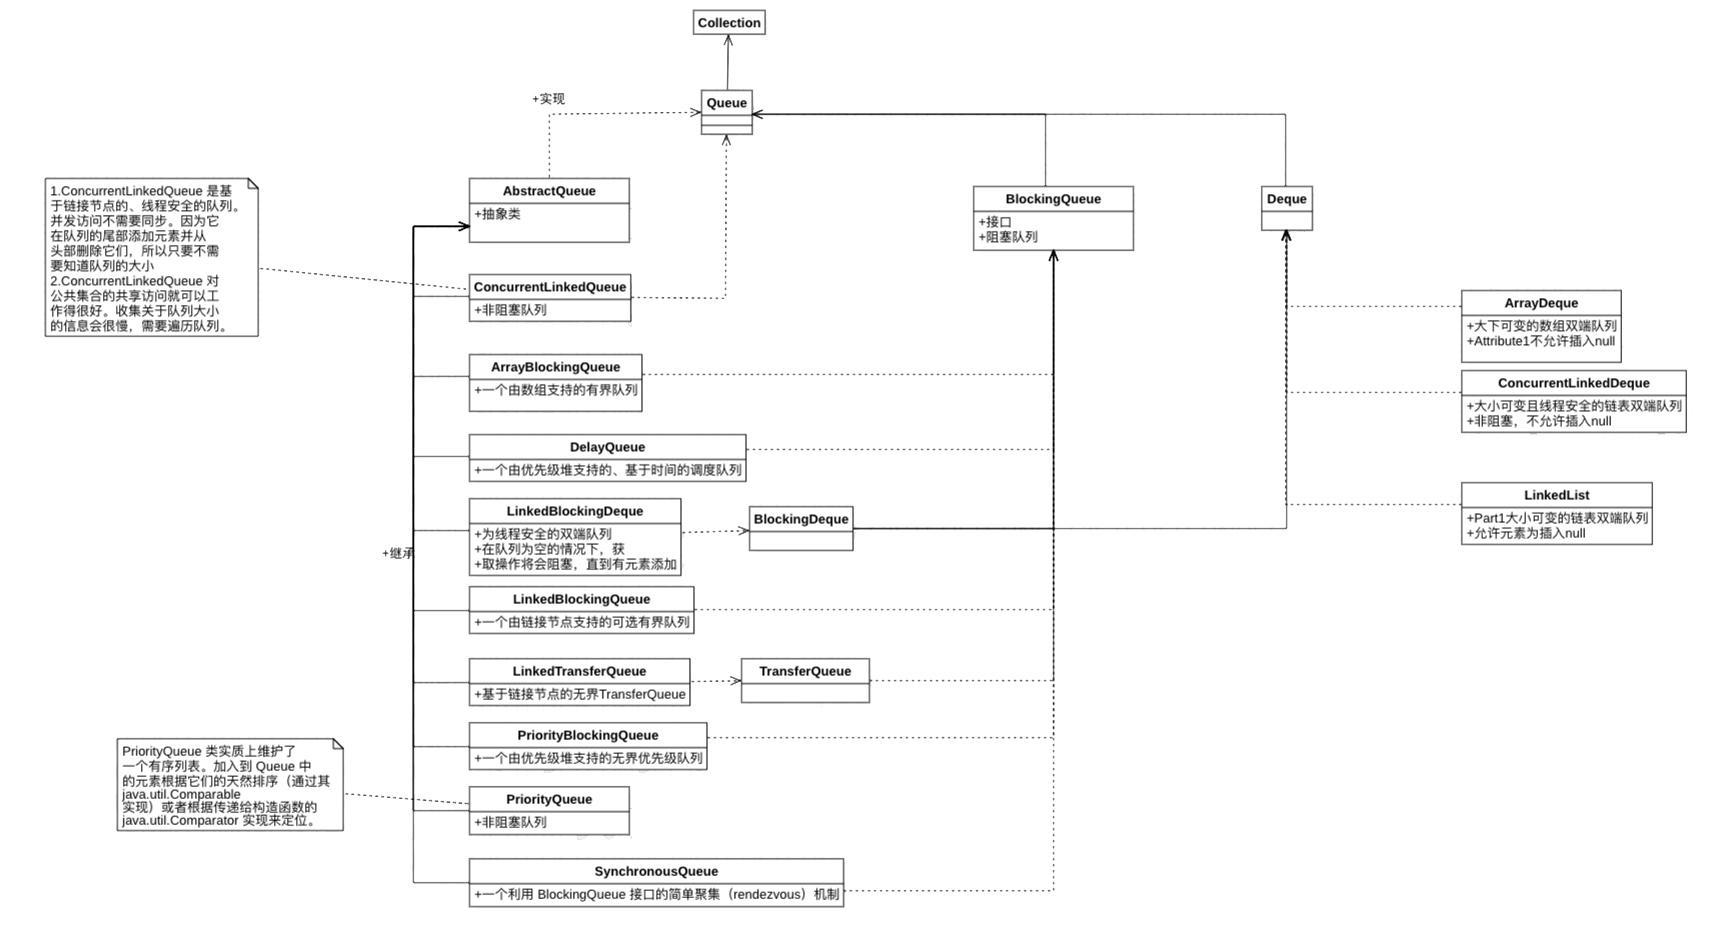 Collection
Queue
+实现
AbstractQueue
+抽象类
BlockingQueue
+接口
+阻塞队列
Deque
1.ConcurrentLinkedQueue 是基
于链接节点的、线程安全的队列。
并发访问不需要同步。因为它
在队列的尾部添加元素并从
头部删除它们，所以只要不需
要知道队列的大小
2.ConcurrentLinkedQueue 对
公共集合的共享访问就可以工
作得很好。收集关于队列大小
的信息会很慢，需要遍历队列。
ConcurrentLinkedQueue
+非阻塞队列
ArrayDeque
+大下可变的数组双端队列
+Attribute1不允许插入null
ArrayBlockingQueue
+一个由数组支持的有界队列
ConcurrentLinkedDeque
+大小可变且线程安全的链表双端队列
+非阻塞，不允许插入null
DelayQueue
+一个由优先级堆支持的、基于时间的调度队列
LinkedBlockingDeque
+为线程安全的双端队列
+在队列为空的情况下，获
+取操作将会阻塞，直到有元素添加
BlockingDeque
LinkedList
+Part1大小可变的链表双端队列
+允许元素为插入null
+继承
LinkedBlockingQueue
+一个由链接节点支持的可选有界队列
LinkedTransferQueue
+基于链接节点的无界TransferQueue
TransferQueue
PriorityBlockingQueue
+一个由优先级堆支持的无界优先级队列
PriorityQueue 类实质上维护了
一个有序列表。加入到 Queue 中
的元素根据它们的天然排序（通过其
java.util.Comparable
实现）或者根据传递给构造函数的
java.util.Comparator 实现来定位。
PriorityQueue
+非阻塞队列
SynchronousQueue
+一个利用 BlockingQueue 接口的简单聚集（rendezvous）机制